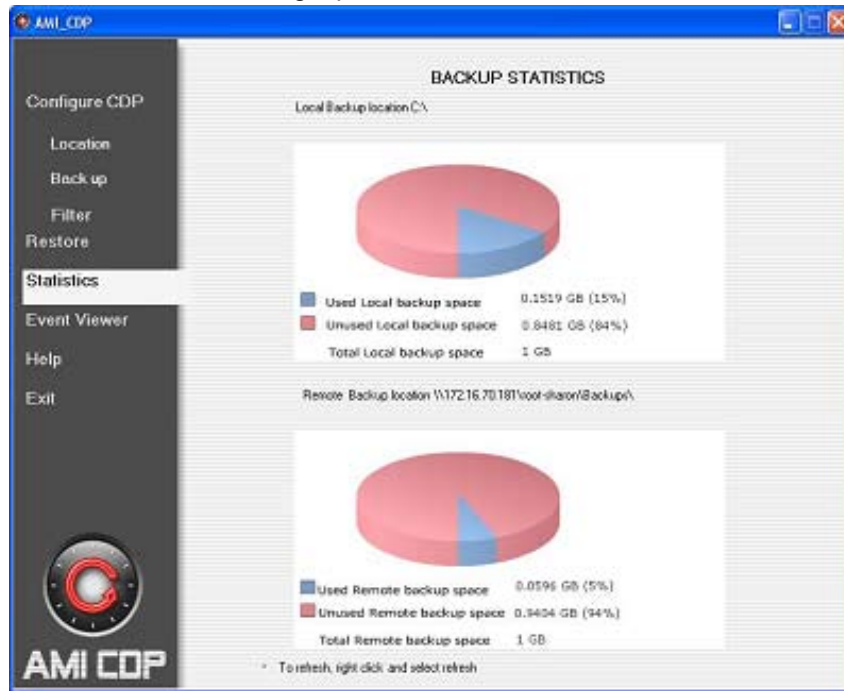 AMI_CDP
BACKUP STATISTICS
Local Backup location C:\
Configure CDP
Location
Back up
Filter
Restore
Statistics
Event Viewer
Help
Exit
Used Local backup space 0.1519 GB (15%)
Unused Local backup space 0.8481 GB (84%)
Total Local backup space 1 GB
Remote Backup location \\172.16.70.181\root-sharon\Backups\
Used Remote backup space 0.0596 GB (5%)
Unused Remote backup space 0.9404 GB (94%)
Total Remote backup space 1 GB
* To refresh, right click and select refresh
AMI CDP